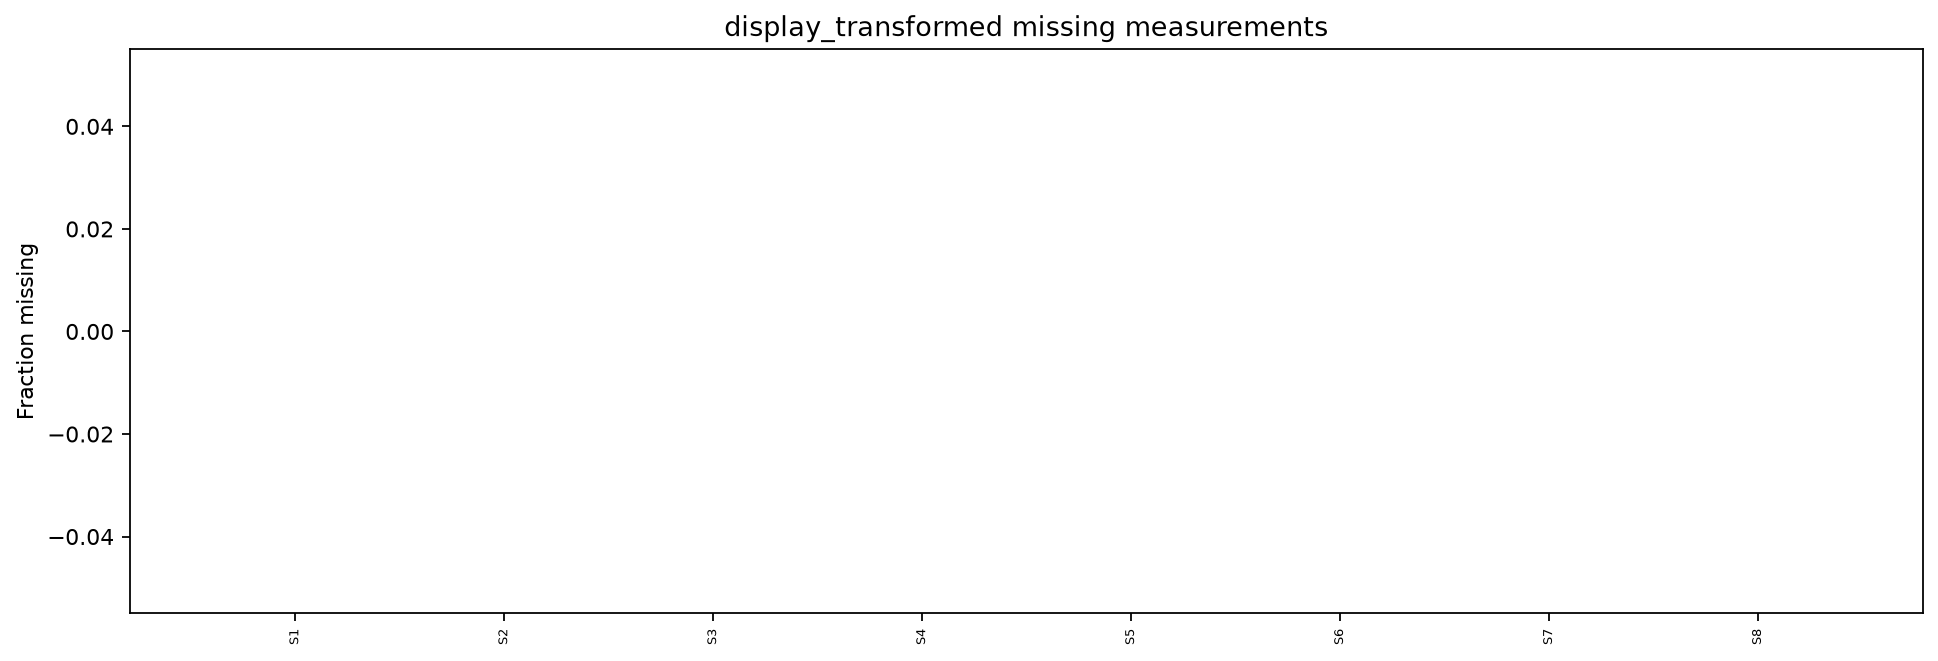 display_transformed missing measurements
Fraction missing
0.04
0.02
0.00
−0.02
−0.04
S1 S2 S3 S4 S5 S6 S7 S8